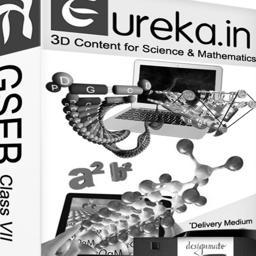 eureka.in
3D Content for Science & Mathematics
GSEB Class VII
P D G C
a² b²
*Delivery Medium
designmate